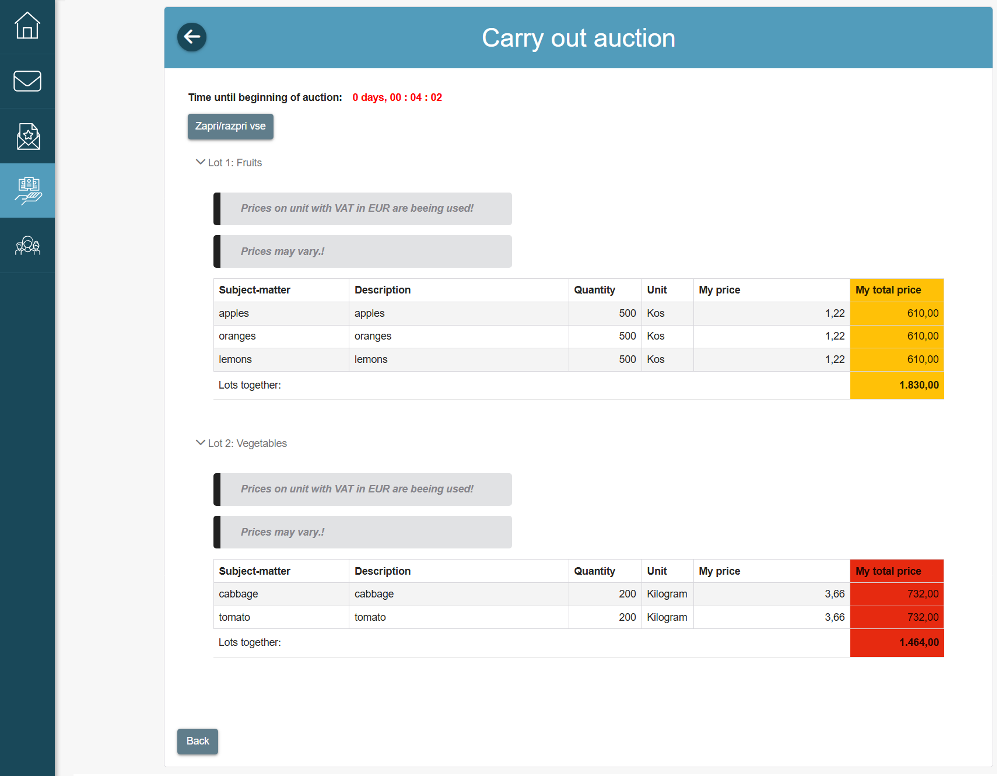 Carry out auction
Time until beginning of auction: 0 days, 00 : 04 : 02
Zapri/razpri vse
Lot 1: Fruits
Prices on unit with VAT in EUR are beeing used!
Prices may vary.!
Subject-matter Description Quantity Unit My price My total price
apples apples 500 Kos 1,22 610,00
oranges oranges 500 Kos 1,22 610,00
lemons lemons 500 Kos 1,22 610,00
Lots together: 1.830,00
Lot 2: Vegetables
Prices on unit with VAT in EUR are beeing used!
Prices may vary.!
Subject-matter Description Quantity Unit My price My total price
cabbage cabbage 200 Kilogram 3,66 732,00
tomato tomato 200 Kilogram 3,66 732,00
Lots together: 1.464,00
Back